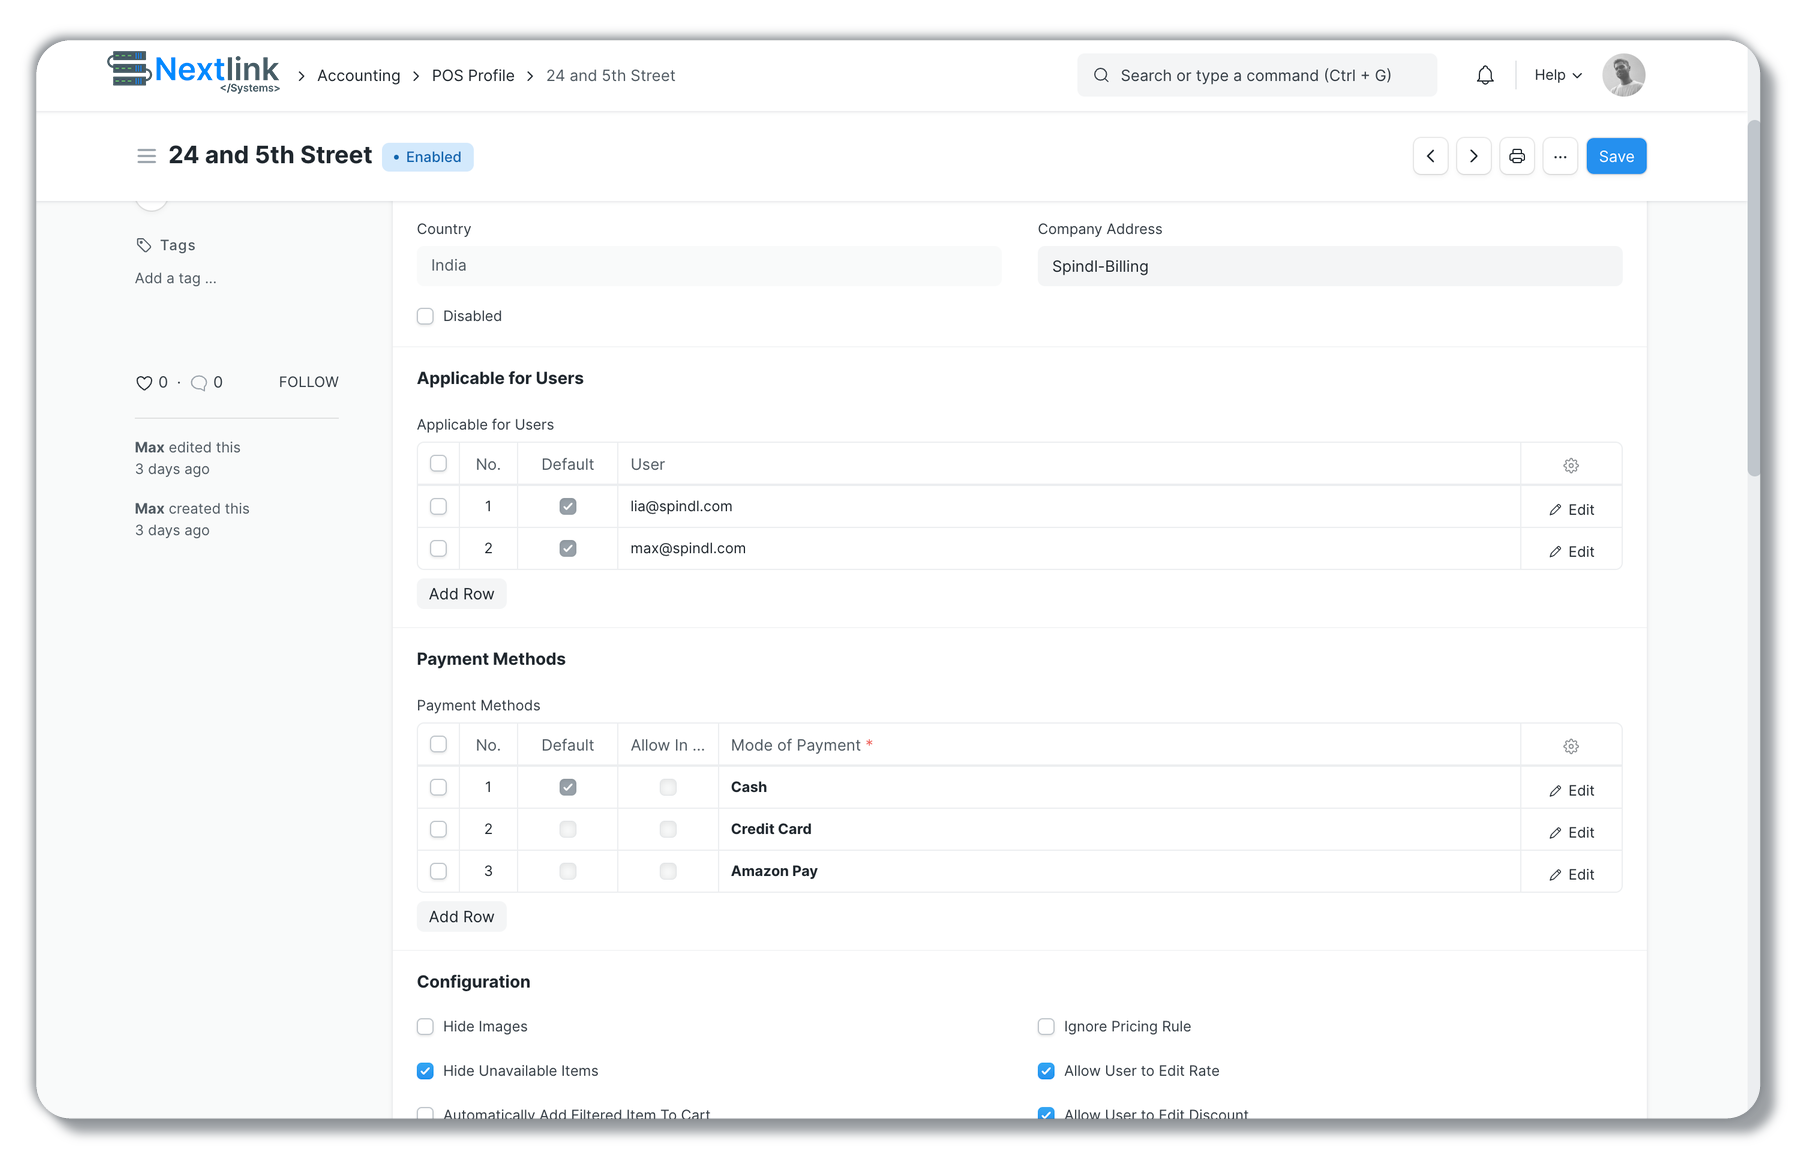 Nextlink
</Systems>
Accounting
POS Profile
24 and 5th Street
Search or type a command (Ctrl + G)
Help
24 and 5th Street
• Enabled
Save
Tags
Add a tag ...
0 · 0
FOLLOW
Max edited this
3 days ago
Max created this
3 days ago
Country
India
Company Address
Spindl-Billing
Disabled
Applicable for Users
Applicable for Users
No. Default User
1 lia@spindl.com Edit
2 max@spindl.com Edit
Add Row
Payment Methods
Payment Methods
No. Default Allow In ... Mode of Payment *
1 Cash Edit
2 Credit Card Edit
3 Amazon Pay Edit
Add Row
Configuration
Hide Images
Ignore Pricing Rule
Hide Unavailable Items
Allow User to Edit Rate
Automatically Add Filtered Item To Cart
Allow User to Edit Discount